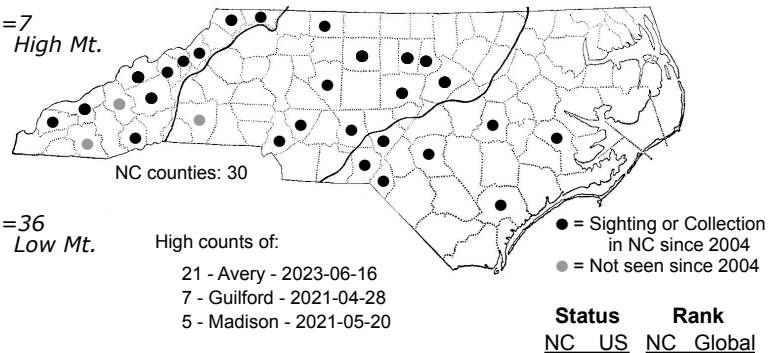 =7
High Mt.
NC counties: 30
=36
Low Mt.
High counts of:
21 - Avery - 2023-06-16
7 - Guilford - 2021-04-28
5 - Madison - 2021-05-20
= Sighting or Collection
in NC since 2004
= Not seen since 2004
Status Rank
NC US NC Global